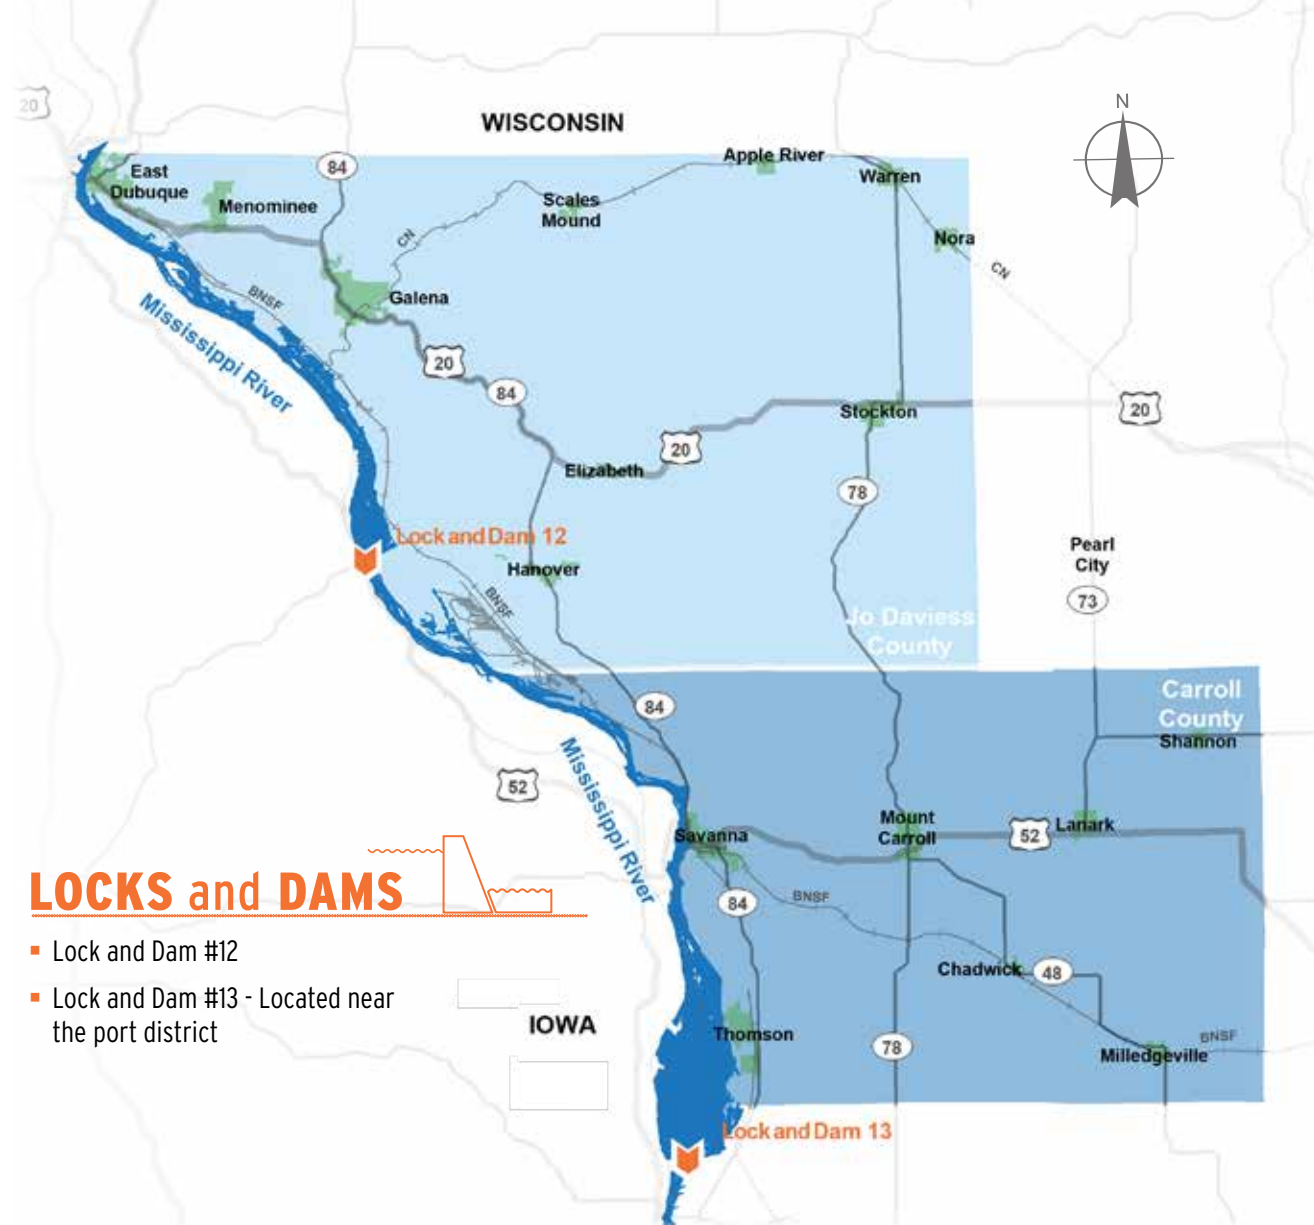 20
N
WISCONSIN
Apple River
84
East
Dubuque
Warren
Menominee
Scales
Mound
CN
Nora
CN
BNSF
Galena
Mississippi River
20
84
20
Stockton
20
Elizabeth
78
Lock and Dam 12
Pearl
City
Hanover
73
BNSF
Jo Daviess
County
Carroll
County
84
Shannon
52
Mississippi River
Savanna
Mount
Carroll
52
Lanark
84
BNSF
LOCKS and DAMS
▪ Lock and Dam #12
▪ Lock and Dam #13 - Located near
the port district
Chadwick
48
IOWA
Thomson
78
BNSF
Milledgeville
Lock and Dam 13